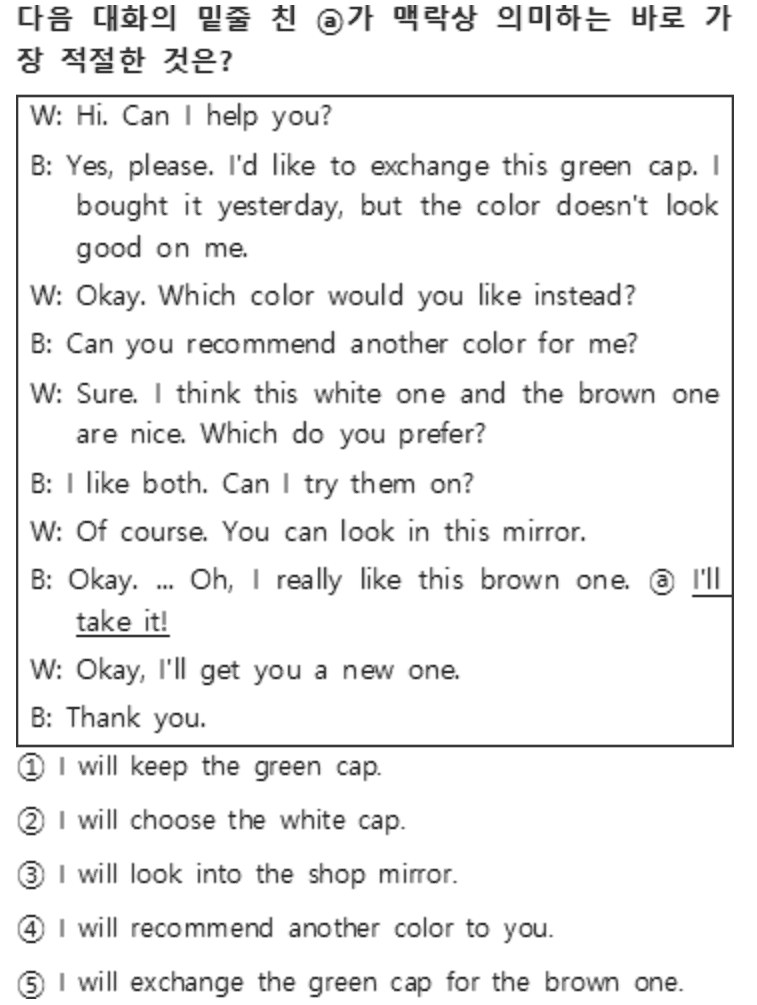 다음 대화의 밑줄 친 ⓐ가 맥락상 의미하는 바로 가
장 적절한 것은?
W: Hi. Can I help you?
B: Yes, please. I'd like to exchange this green cap. I
bought it yesterday, but the color doesn't look
good on me.
W: Okay. Which color would you like instead?
B: Can you recommend another color for me?
W: Sure. I think this white one and the brown one
are nice. Which do you prefer?
B: I like both. Can I try them on?
W: Of course. You can look in this mirror.
B: Okay. ... Oh, I really like this brown one. ⓐ I'll
take it!
W: Okay, I'll get you a new one.
B: Thank you.
① I will keep the green cap.
② I will choose the white cap.
③ I will look into the shop mirror.
④ I will recommend another color to you.
⑤ I will exchange the green cap for the brown one.